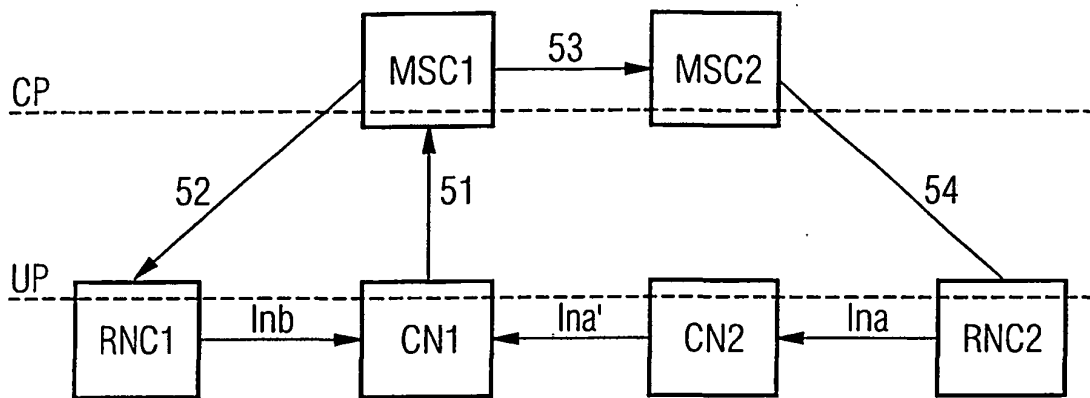 MSC1 53 MSC2
CP
52 51 54
UP
RNC1 Inb CN1 Ina' CN2 Ina RNC2